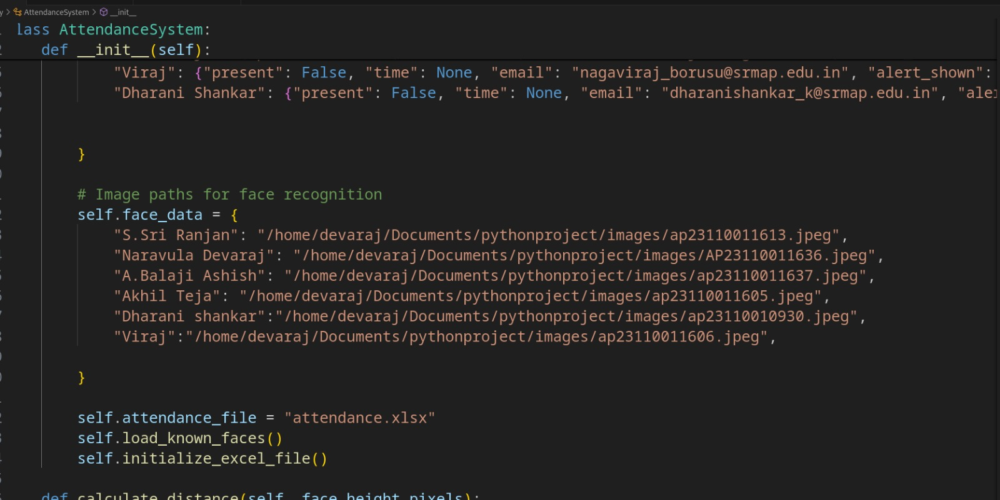 AttendanceSystem > __init__
lass AttendanceSystem:
def __init__(self):
"Viraj": {"present": False, "time": None, "email": "nagaviraj_borusu@srmap.edu.in", "alert_shown":
"Dharani Shankar": {"present": False, "time": None, "email": "dharanishankar_k@srmap.edu.in",
}
# Image paths for face recognition
self.face_data = {
"S.Sri Ranjan": "/home/devaraj/Documents/pythonproject/images/ap23110011613.jpeg",
"Naravula Devaraj": "/home/devaraj/Documents/pythonproject/images/AP23110011636.jpeg",
"A.Balaji Ashish": "/home/devaraj/Documents/pythonproject/images/ap23110011637.jpeg",
"Akhil Teja": "/home/devaraj/Documents/pythonproject/images/ap23110011605.jpeg",
"Dharani shankar":"/home/devaraj/Documents/pythonproject/images/ap23110010930.jpeg",
"Viraj":"/home/devaraj/Documents/pythonproject/images/ap23110011606.jpeg",
}
self.attendance_file = "attendance.xlsx"
self.load_known_faces()
self.initialize_excel_file()
def calculate_distance(self, face_height_pixels):